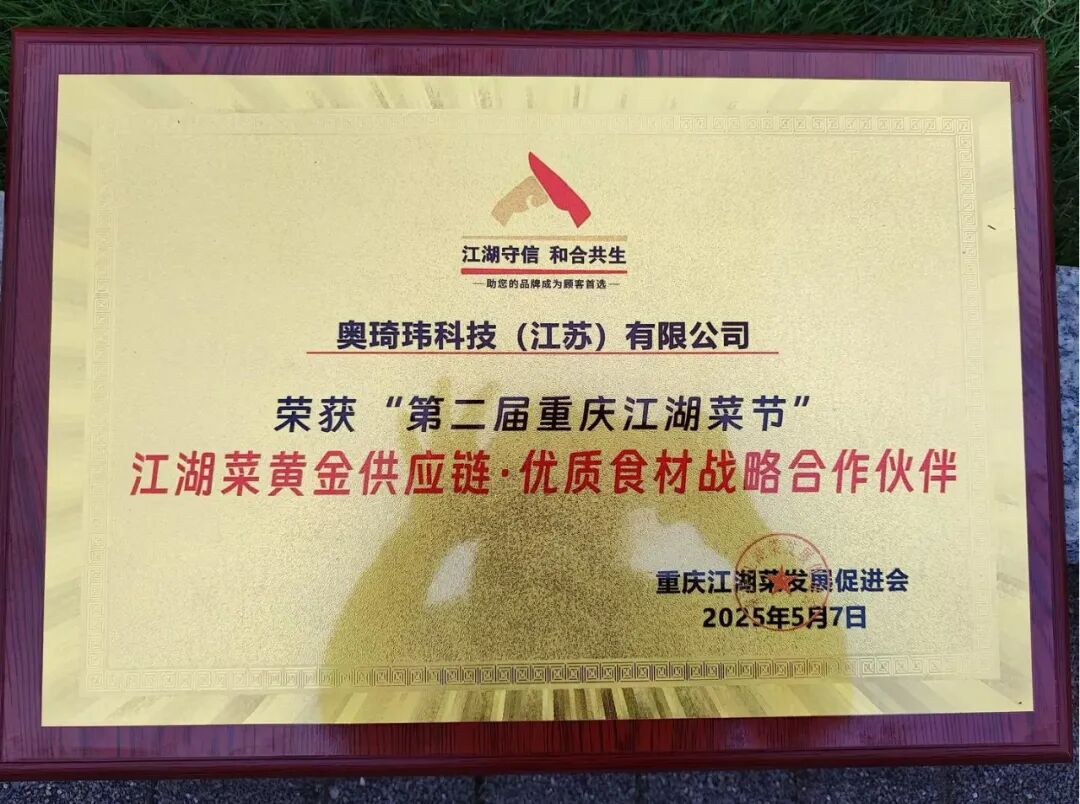 江湖守信 和合共生
助您的品牌成为顾客首选
奥琦玮科技（江苏）有限公司
荣获“第二届重庆江湖菜节”
江湖菜黄金供应链·优质食材战略合作伙伴
重庆江湖菜发展促进会
2025年5月7日